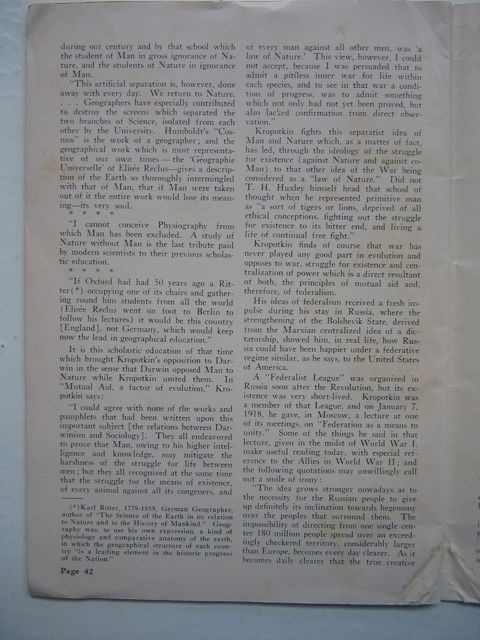 during our century and by that school which
the student of Man in gross ignorance of Na-
ture, and the students of Nature in ignorance
of Man.
"This artificial separation is, however, done
away with every day. We return to Nature.
. . . Geographers have especially contributed
to destroy the screens which separated the
two branches of Science, isolated from each
other by the University. Humboldt's "Cos-
mos" is the work of a geographer; and the
geographical work which is most representa-
tive of our own times — the 'Géographie
Universelle' of Elisée Reclus—gives a descrip-
tion of the Earth so thoroughly intermingled
with that of Man, that if Man were taken
out of it the entire work would lose its mean-
ing—its very soul.
* * * *
"I cannot conceive Physiography from
which Man has been excluded. A study of
Nature without Man is the last tribute paid
by modern scientists to their previous scholas-
tic education.
* * * *
"If Oxford had had 50 years ago a Rit-
ter(*) occupying one of its chairs and gather-
ing round him students from all the world
(Elisée Reclus went on foot to Berlin to
follow his lectures) it would be this country
[England], not Germany, which would keep
now the lead in geographical education."
It is this scholastic education of that time
which brought Kropotkin's opposition to Dar-
win in the sense that Darwin opposed Man to
Nature while Kropotkin united them. In
"Mutual Aid, a factor of evolution," Kro-
potkin says:
"I could agree with none of the works and
pamphlets that had been written upon this
important subject [the relations between Dar-
winism and Sociology]. They all endeavored
to prove that Man, owing to his higher intel-
ligence and knowledge, may mitigate the
harshness of the struggle for life between
men; but they all recognized at the same time
that the struggle for the means of existence,
of every animal against all its congeners, and
(*) Karl Ritter, 1779-1859, German Geographer,
author of "The Science of the Earth in its relation
to Nature and to the History of Mankind." Geog-
raphy was, to use his own expression, a kind of
physiology and comparative anatomy of the earth,
in which the geographical structure of each coun-
try "is a leading element in the historic progress
of the Nation."
Page 42
of every man against all other men, was 'a
law of Nature.' This view, however, I could
not accept, because I was persuaded that to
admit a pitiless inner war for life within
each species, and to see in that war a con-
dition of progress, was to admit something
which not only had not yet been proved, but
also lacked confirmation from direct obser-
vation."
Kropotkin fights this separatist idea of
Man and Nature which, as a matter of fact,
has led, through the ideology of the struggle
for existence (against Nature and against co-
Man) to that other idea of the War being
considered as a "law of Nature." Did not
T. H. Huxley himself head that school of
thought when he represented primitive man
as "a sort of tigers or lions, deprived of all
ethical conceptions, fighting out the struggle
for existence to its bitter end, and living a
life of continual free fight."
Kropotkin finds of course that war has
never played any good part in evolution and
opposes to war, struggle for existence and cen-
tralization of power which is a direct resultant
of both, the principles of mutual aid and,
therefore, of federalism.
His ideas of federalism received a fresh im-
pulse during his stay in Russia, where the
strengthening of the Bolshevik State, derived
from the Marxian centralized idea of a dic-
tatorship, showed him, in real life, how Rus-
sia could have been happier under a federative
regime similar, as he says, to the United States
of America.
A "Federalist League" was organized in
Russia soon after the Revolution, but its ex-
istence was very short-lived. Kropotkin was
a member of that League, and on January 7,
1918, he gave, in Moscow, a lecture at one
of its meetings, on "Federation as a means to
unity." Some of the things he said in that
lecture, given in the midst of World War I,
make useful reading today, with special ref-
erence to the Allies in World War II; and
the following quotations may unwillingly call
out a smile of irony:
"The idea grows stronger nowadays as to
the necessity for the Russian people to give
up definitely its inclination towards hegemony
over the peoples that surround them. The
impossibility of directing from one single cen-
ter 180 million people spread over an exceed-
ingly checkered territory, considerably larger
than Europe, becomes every day clearer. As it
becomes daily clearer that the true creative